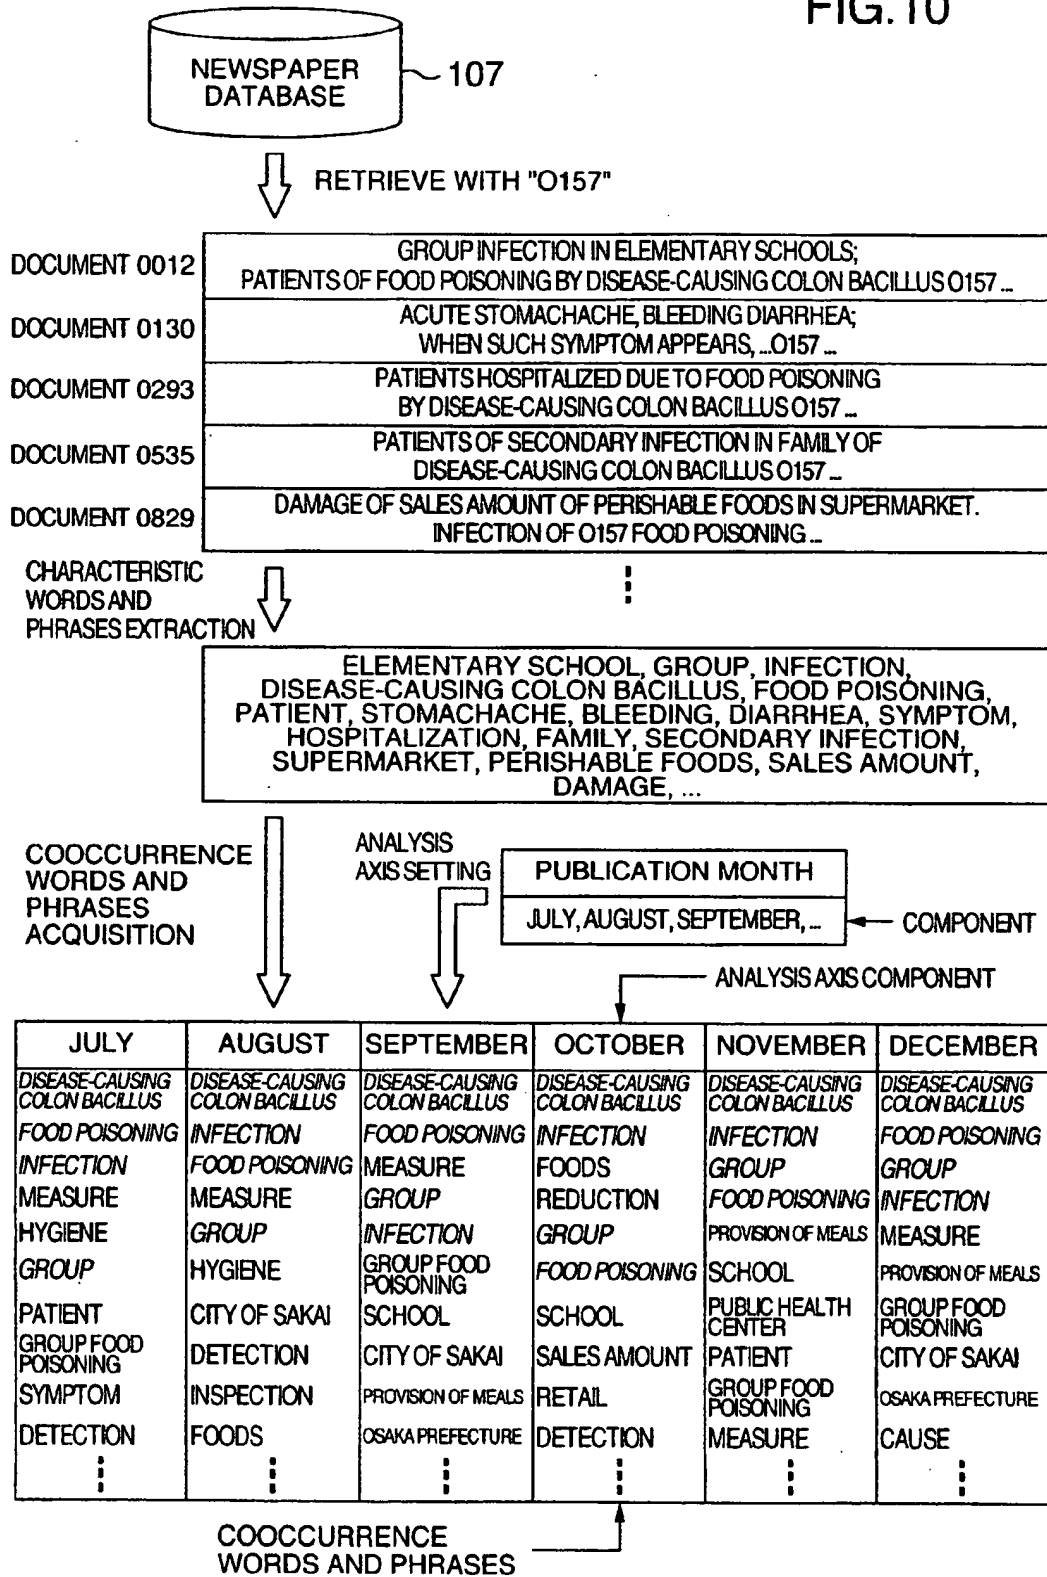 FIG. 10
NEWSPAPER
DATABASE
107
RETRIEVE WITH "O157"
DOCUMENT 0012
GROUP INFECTION IN ELEMENTARY SCHOOLS;
PATIENTS OF FOOD POISONING BY DISEASE-CAUSING COLON BACILLUS O157 ...
DOCUMENT 0130
ACUTE STOMACHACHE, BLEEDING DIARRHEA;
WHEN SUCH SYMPTOM APPEARS, ...O157 ...
DOCUMENT 0293
PATIENTS HOSPITALIZED DUE TO FOOD POISONING
BY DISEASE-CAUSING COLON BACILLUS O157 ...
DOCUMENT 0535
PATIENTS OF SECONDARY INFECTION IN FAMILY OF
DISEASE-CAUSING COLON BACILLUS O157 ...
DOCUMENT 0829
DAMAGE OF SALES AMOUNT OF PERISHABLE FOODS IN SUPERMARKET.
INFECTION OF O157 FOOD POISONING ...
CHARACTERISTIC
WORDS AND
PHRASES EXTRACTION
ELEMENTARY SCHOOL, GROUP, INFECTION,
DISEASE-CAUSING COLON BACILLUS, FOOD POISONING,
PATIENT, STOMACHACHE, BLEEDING, DIARRHEA, SYMPTOM,
HOSPITALIZATION, FAMILY, SECONDARY INFECTION,
SUPERMARKET, PERISHABLE FOODS, SALES AMOUNT,
DAMAGE, ...
COOCCURRENCE
WORDS AND
PHRASES
ACQUISITION
ANALYSIS
AXIS SETTING
PUBLICATION MONTH
JULY, AUGUST, SEPTEMBER, ...
COMPONENT
ANALYSIS AXIS COMPONENT
JULY
DISEASE-CAUSING
COLON BACILLUS
FOOD POISONING
INFECTION
MEASURE
HYGIENE
GROUP
PATIENT
GROUP FOOD
POISONING
SYMPTOM
DETECTION
AUGUST
DISEASE-CAUSING
COLON BACILLUS
INFECTION
FOOD POISONING
MEASURE
GROUP
HYGIENE
CITY OF SAKAI
DETECTION
INSPECTION
FOODS
SEPTEMBER
DISEASE-CAUSING
COLON BACILLUS
FOOD POISONING
MEASURE
GROUP
INFECTION
GROUP FOOD
POISONING
SCHOOL
CITY OF SAKAI
PROVISION OF MEALS
OSAKA PREFECTURE
OCTOBER
DISEASE-CAUSING
COLON BACILLUS
INFECTION
FOODS
REDUCTION
GROUP
FOOD POISONING
SCHOOL
SALES AMOUNT
RETAIL
DETECTION
NOVEMBER
DISEASE-CAUSING
COLON BACILLUS
INFECTION
GROUP
FOOD POISONING
PROVISION OF MEALS
SCHOOL
PUBLIC HEALTH
CENTER
PATIENT
GROUP FOOD
POISONING
MEASURE
DECEMBER
DISEASE-CAUSING
COLON BACILLUS
FOOD POISONING
GROUP
INFECTION
MEASURE
PROVISION OF MEALS
GROUP FOOD
POISONING
CITY OF SAKAI
OSAKA PREFECTURE
CAUSE
COOCCURRENCE
WORDS AND PHRASES